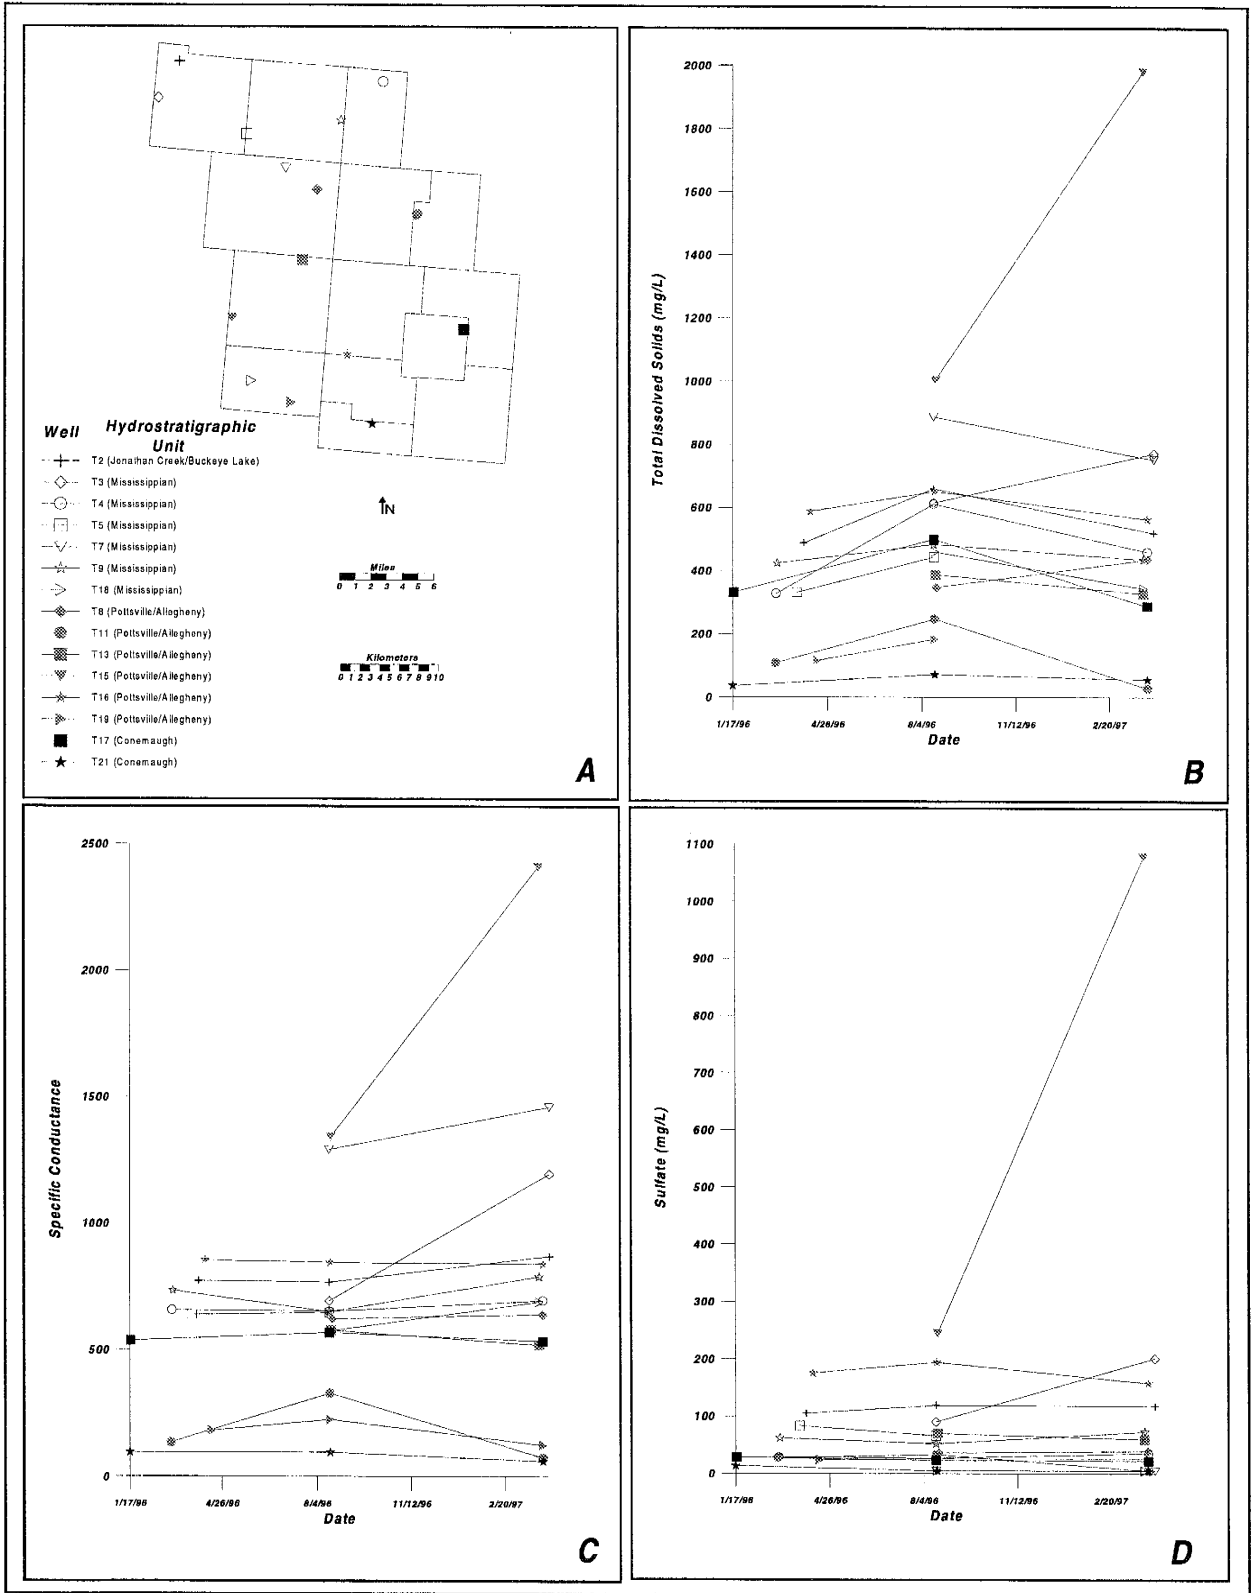 Well Hydrostratigraphic
Unit
T2 (Jonathan Creek/Buckeye Lake)
T3 (Mississippian)
T4 (Mississippian)
T5 (Mississippian)
T7 (Mississippian)
T9 (Mississippian)
T18 (Mississippian)
T8 (Pottsville/Allegheny)
T11 (Pottsville/Allegheny)
T13 (Pottsville/Allegheny)
T15 (Pottsville/Allegheny)
T16 (Pottsville/Allegheny)
T19 (Pottsville/Allegheny)
T17 (Conemaugh)
T21 (Conemaugh)
N
Miles
0 1 2 3 4 5 6
Kilometers
0 1 2 3 4 5 6 7 8 9 10
A
Total Dissolved Solids (mg/L)
2000
1800
1600
1400
1200
1000
800
600
400
200
0
1/17/96 4/26/96 8/4/96 11/12/96 2/20/97
Date
B
Specific Conductance
2500
2000
1500
1000
500
0
1/17/96 4/26/96 8/4/96 11/12/96 2/20/97
Date
C
Sulfate (mg/L)
1100
1000
900
800
700
600
500
400
300
200
100
0
1/17/96 4/26/96 8/4/96 11/12/96 2/20/97
Date
D